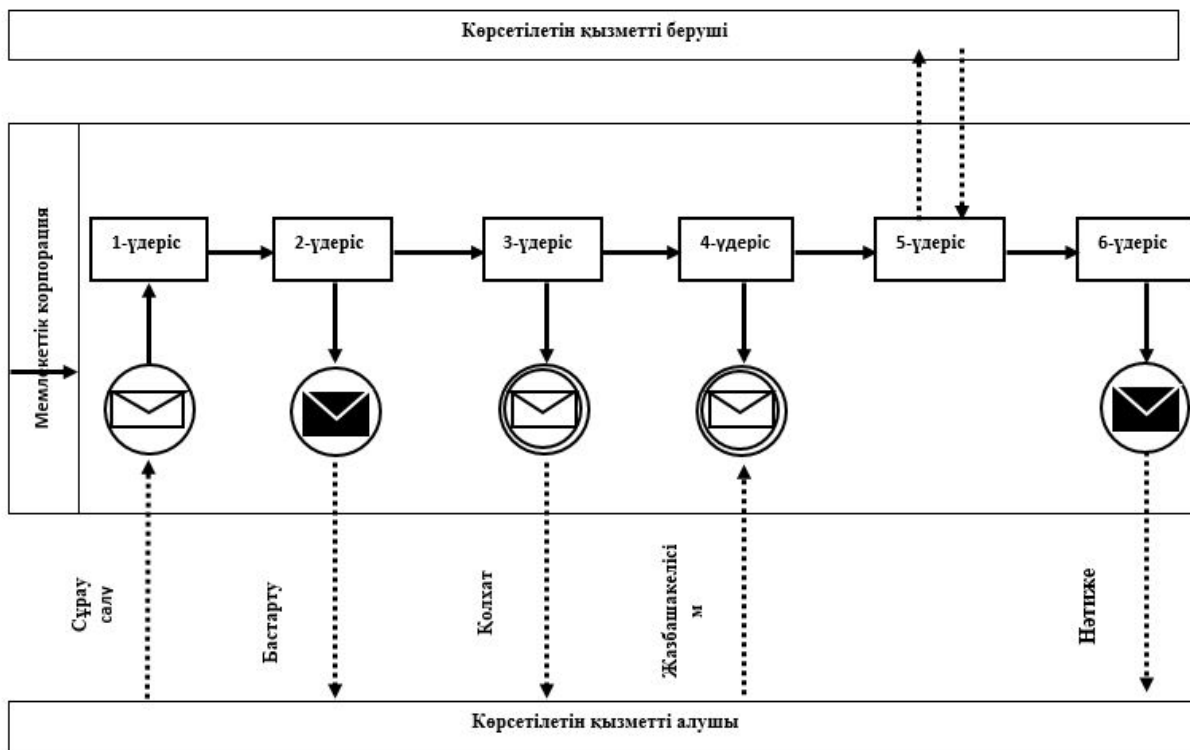 Көрсетілетін қызметті беруші
Мемлекеттік корпорация
1-үдеріс
2-үдеріс
3-үдеріс
4-үдеріс
5-үдеріс
6-үдеріс
Сұрау
салу
Бастарту
Қолхат
Жазбашакелісі
м
Нәтиже
Көрсетілетін қызметті алушы